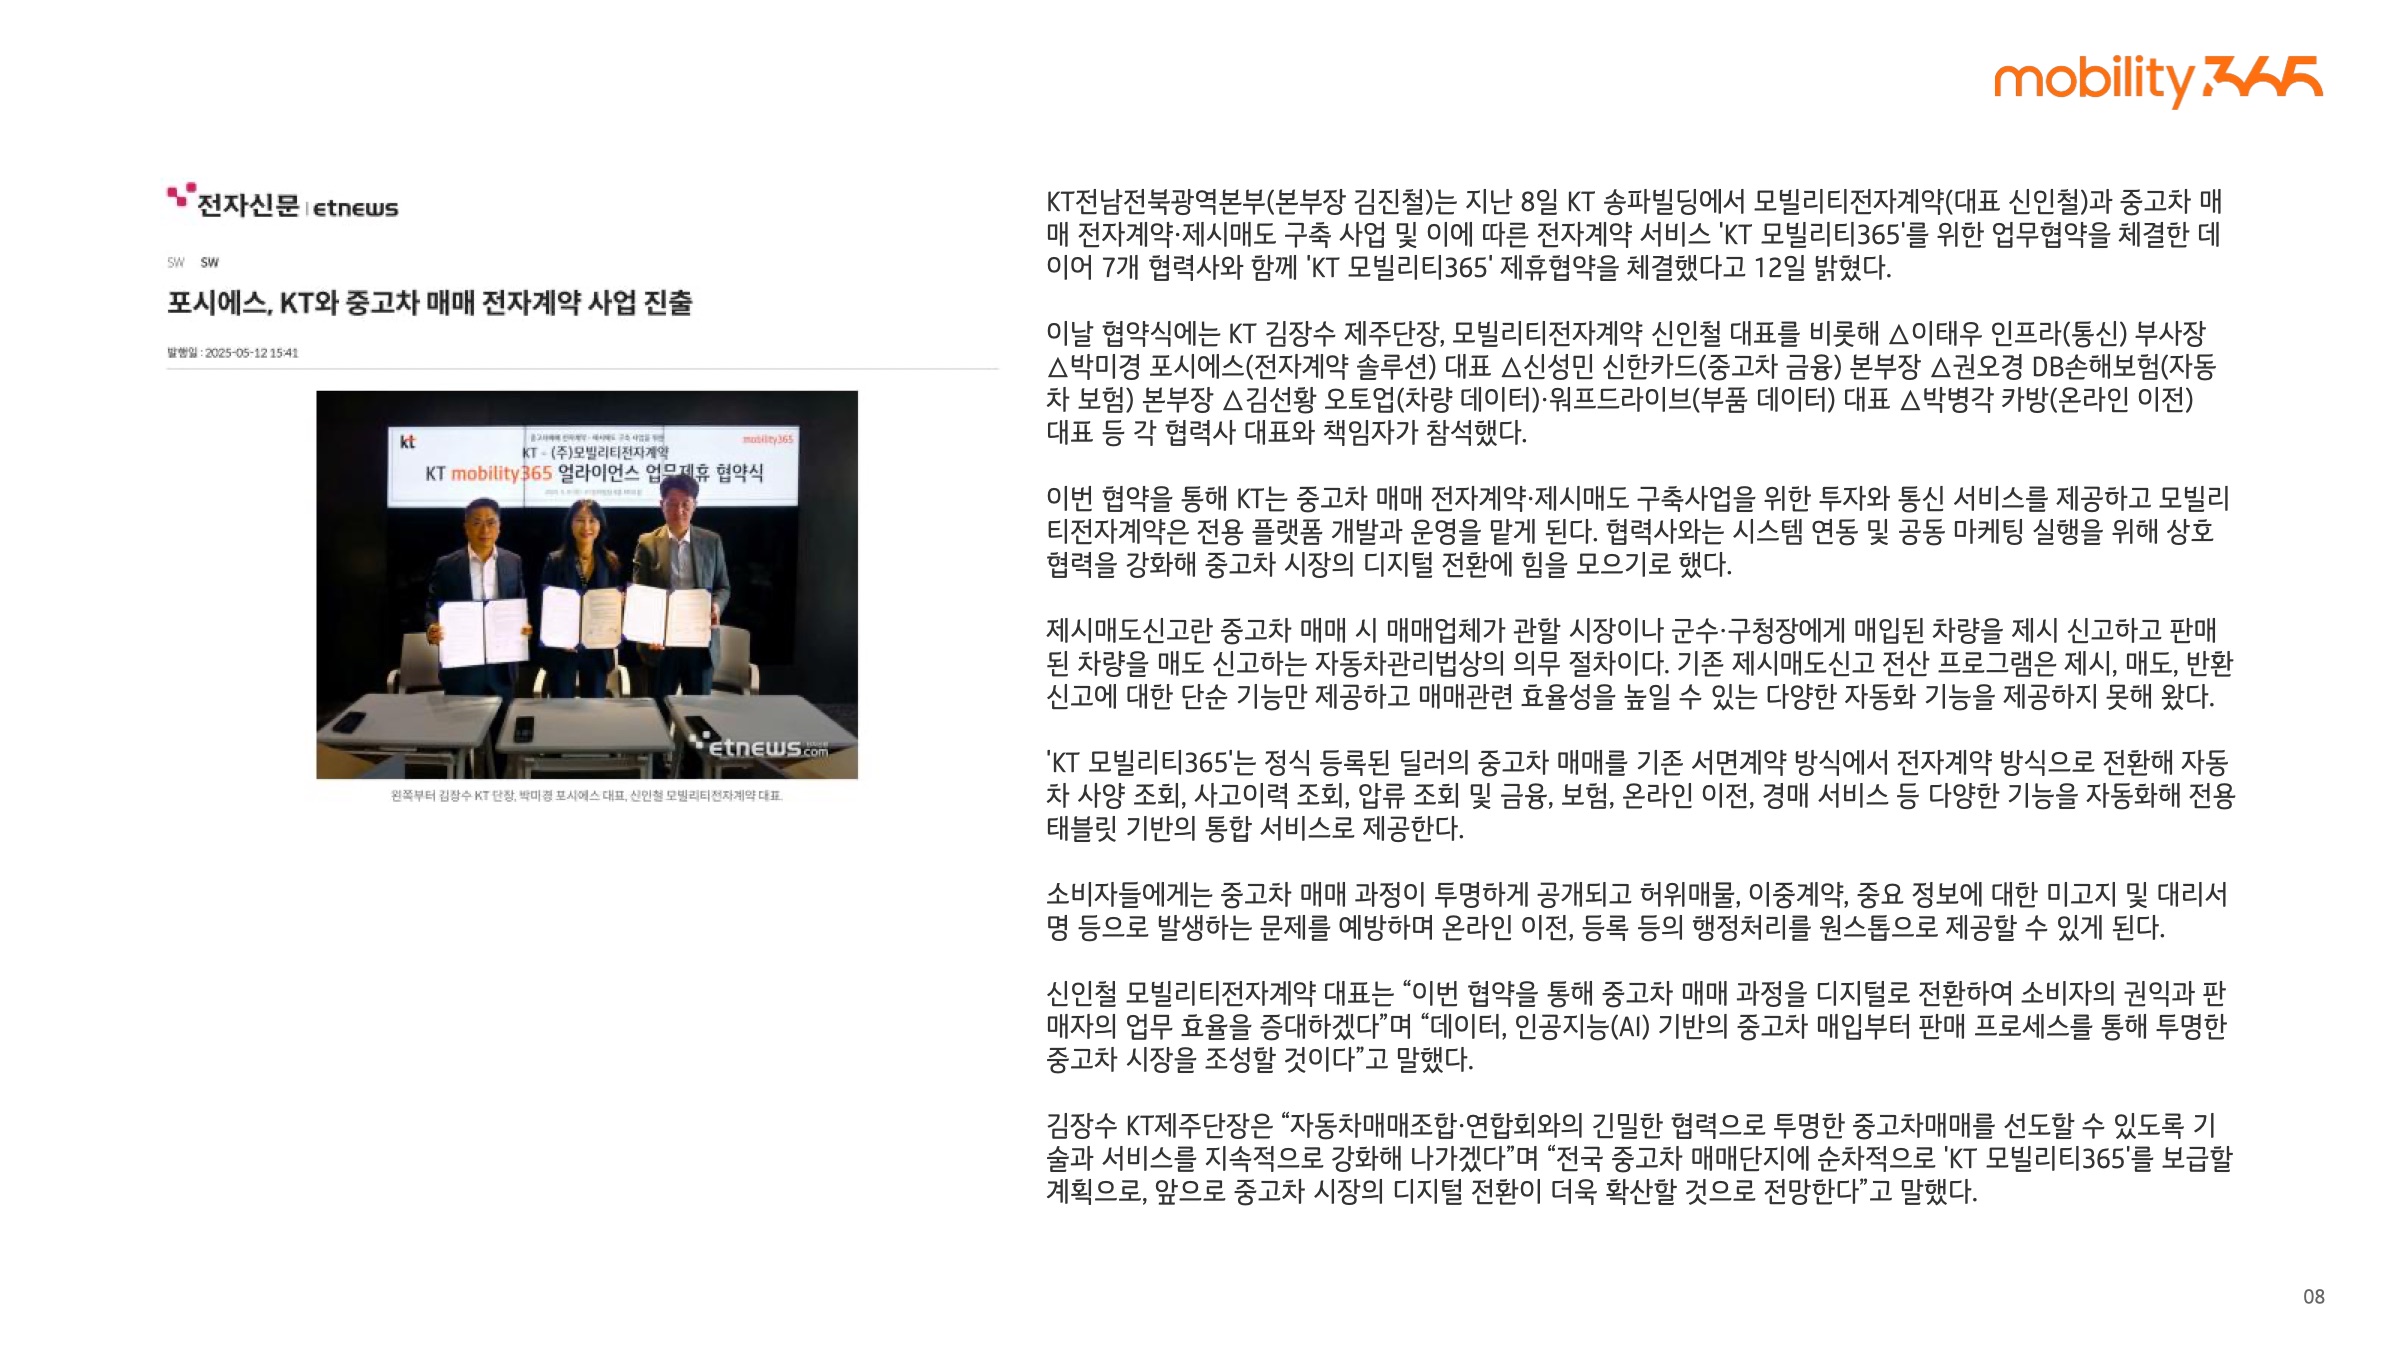 mobility 365
전자신문 | etnews
SW SW
포시에스, KT와 중고차 매매 전자계약 사업 진출
발행일 : 2025-05-12 15:41
kt
중고차매매 전자계약·제시매도 구축 사업을 위한
mobility365
KT - (주)모빌리티전자계약
KT mobility365 얼라이언스 업무제휴 협약식
etnews.com
전자신문
왼쪽부터 김장수 KT 단장, 박미경 포시에스 대표, 신인철 모빌리티전자계약 대표.
KT전남전북광역본부(본부장 김진철)는 지난 8일 KT 송파빌딩에서 모빌리티전자계약(대표 신인철)과 중고차 매
매 전자계약·제시매도 구축 사업 및 이에 따른 전자계약 서비스 'KT 모빌리티365'를 위한 업무협약을 체결한 데
이어 7개 협력사와 함께 'KT 모빌리티365' 제휴협약을 체결했다고 12일 밝혔다.
이날 협약식에는 KT 김장수 제주단장, 모빌리티전자계약 신인철 대표를 비롯해 △이태우 인프라(통신) 부사장
△박미경 포시에스(전자계약 솔루션) 대표 △신성민 신한카드(중고차 금융) 본부장 △권오경 DB손해보험(자동
차 보험) 본부장 △김선황 오토업(차량 데이터)·워프드라이브(부품 데이터) 대표 △박병각 카방(온라인 이전)
대표 등 각 협력사 대표와 책임자가 참석했다.
이번 협약을 통해 KT는 중고차 매매 전자계약·제시매도 구축사업을 위한 투자와 통신 서비스를 제공하고 모빌리
티전자계약은 전용 플랫폼 개발과 운영을 맡게 된다. 협력사와는 시스템 연동 및 공동 마케팅 실행을 위해 상호
협력을 강화해 중고차 시장의 디지털 전환에 힘을 모으기로 했다.
제시매도신고란 중고차 매매 시 매매업체가 관할 시장이나 군수·구청장에게 매입된 차량을 제시 신고하고 판매
된 차량을 매도 신고하는 자동차관리법상의 의무 절차이다. 기존 제시매도신고 전산 프로그램은 제시, 매도, 반환
신고에 대한 단순 기능만 제공하고 매매관련 효율성을 높일 수 있는 다양한 자동화 기능을 제공하지 못해 왔다.
'KT 모빌리티365'는 정식 등록된 딜러의 중고차 매매를 기존 서면계약 방식에서 전자계약 방식으로 전환해 자동
차 사양 조회, 사고이력 조회, 압류 조회 및 금융, 보험, 온라인 이전, 경매 서비스 등 다양한 기능을 자동화해 전용
태블릿 기반의 통합 서비스로 제공한다.
소비자들에게는 중고차 매매 과정이 투명하게 공개되고 허위매물, 이중계약, 중요 정보에 대한 미고지 및 대리서
명 등으로 발생하는 문제를 예방하며 온라인 이전, 등록 등의 행정처리를 원스톱으로 제공할 수 있게 된다.
신인철 모빌리티전자계약 대표는 “이번 협약을 통해 중고차 매매 과정을 디지털로 전환하여 소비자의 권익과 판
매자의 업무 효율을 증대하겠다”며 “데이터, 인공지능(AI) 기반의 중고차 매입부터 판매 프로세스를 통해 투명한
중고차 시장을 조성할 것이다”고 말했다.
김장수 KT제주단장은 “자동차매매조합·연합회와의 긴밀한 협력으로 투명한 중고차매매를 선도할 수 있도록 기
술과 서비스를 지속적으로 강화해 나가겠다”며 “전국 중고차 매매단지에 순차적으로 'KT 모빌리티365'를 보급할
계획으로, 앞으로 중고차 시장의 디지털 전환이 더욱 확산할 것으로 전망한다”고 말했다.
08